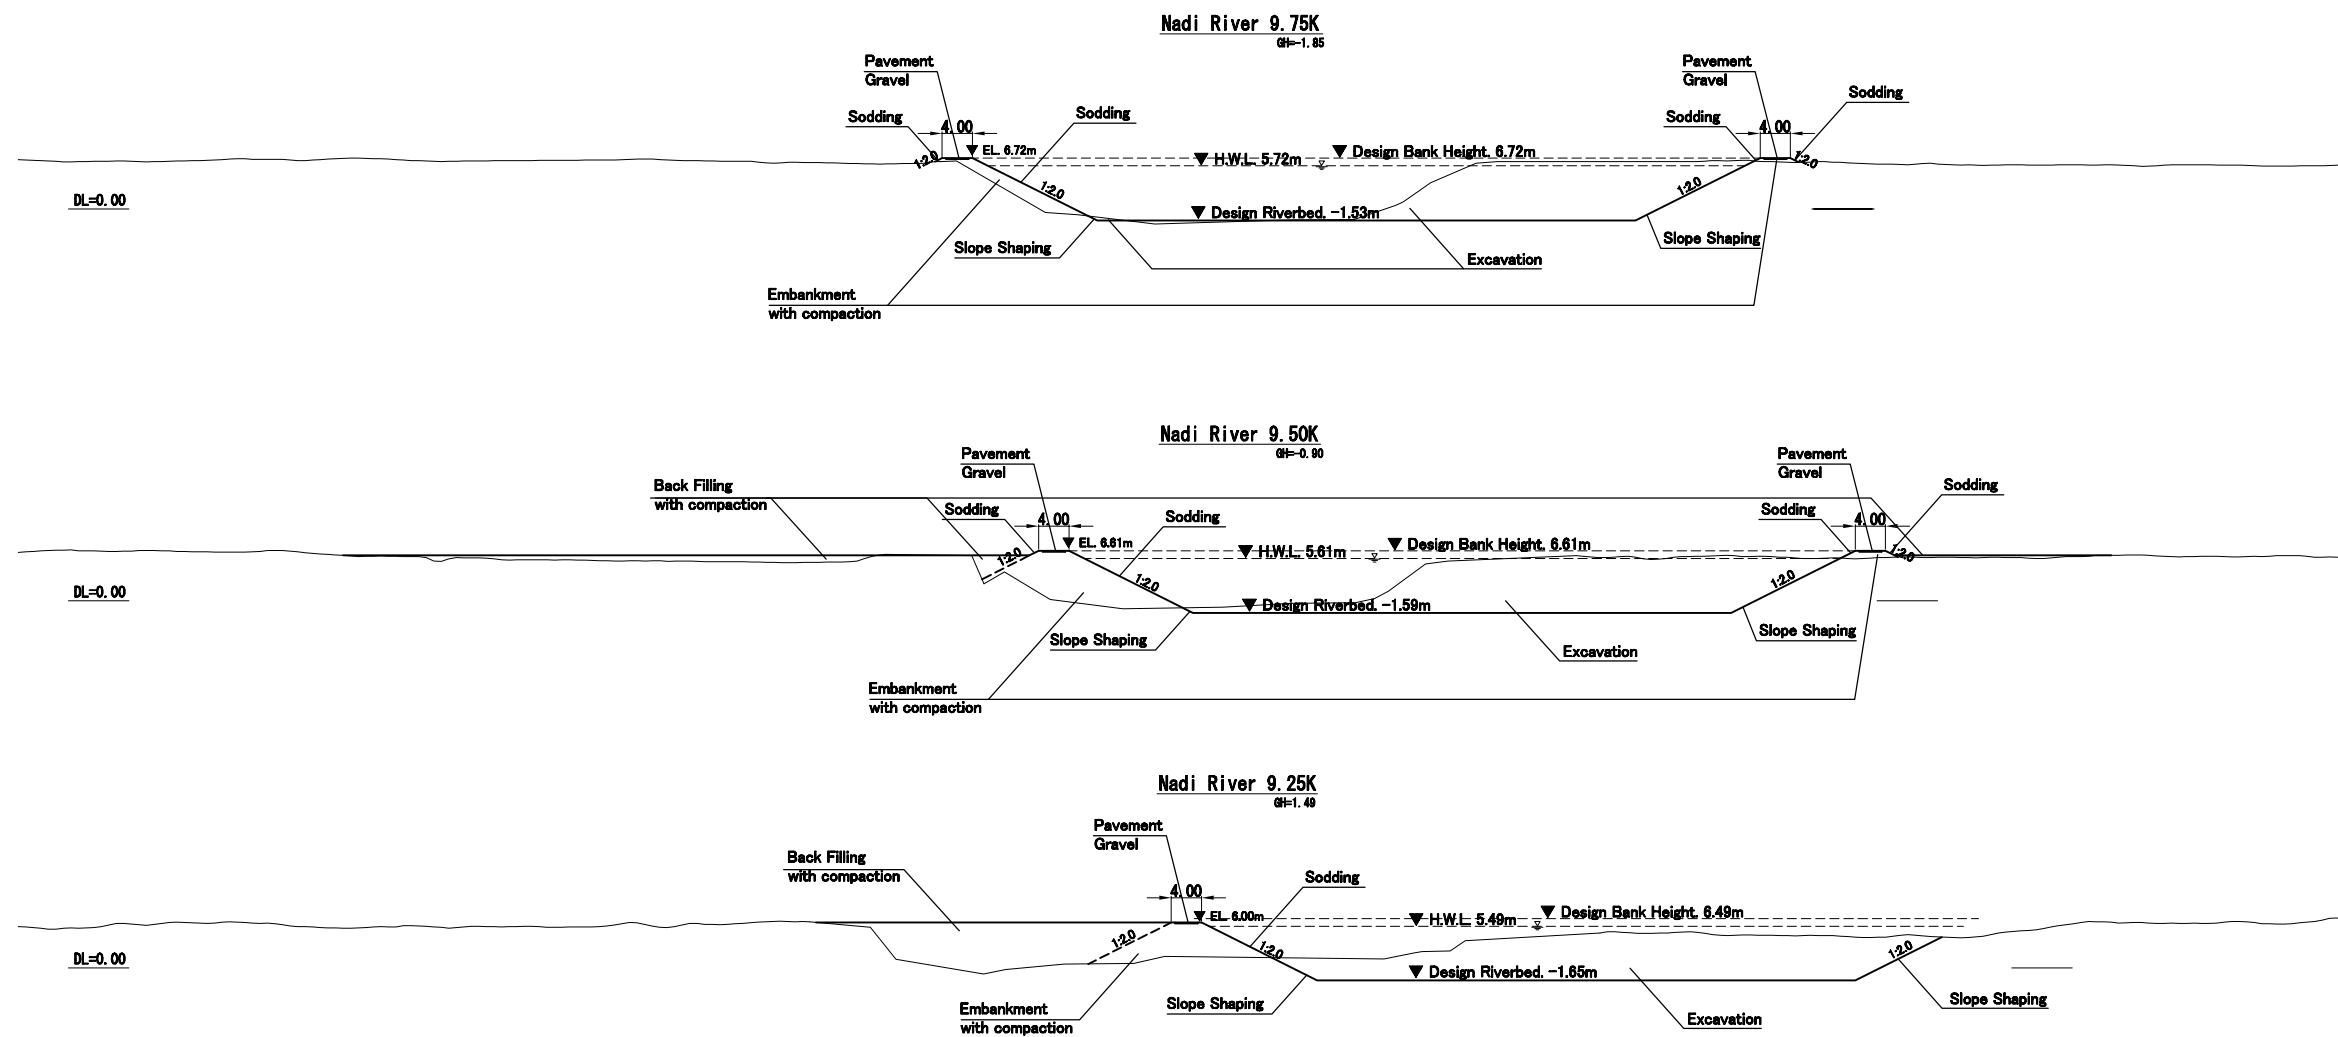 Nadi River 9.75K
GH=-1.85
Pavement
Gravel
Pavement
Gravel
Sodding
Sodding
Sodding
Sodding
4.00
4.00
1:2.0
EL. 6.72m
H.W.L. 5.72m
Design Bank Height. 6.72m
1:2.0
DL=0.00
1:2.0
1:2.0
Design Riverbed. -1.53m
Slope Shaping
Slope Shaping
Excavation
Embankment
with compaction
Nadi River 9.50K
GH=-0.90
Pavement
Gravel
Pavement
Gravel
Back Filling
with compaction
Sodding
Sodding
Sodding
Sodding
4.00
4.00
1:2.0
EL. 6.61m
H.W.L. 5.61m
Design Bank Height. 6.61m
1:2.0
DL=0.00
1:2.0
1:2.0
Design Riverbed. -1.59m
Slope Shaping
Slope Shaping
Excavation
Embankment
with compaction
Nadi River 9.25K
GH=1.49
Pavement
Gravel
Back Filling
with compaction
Sodding
4.00
EL. 6.00m
H.W.L. 5.49m
Design Bank Height. 6.49m
1:2.0
1:2.0
1:2.0
DL=0.00
Design Riverbed. -1.65m
Slope Shaping
Slope Shaping
Embankment
with compaction
Excavation